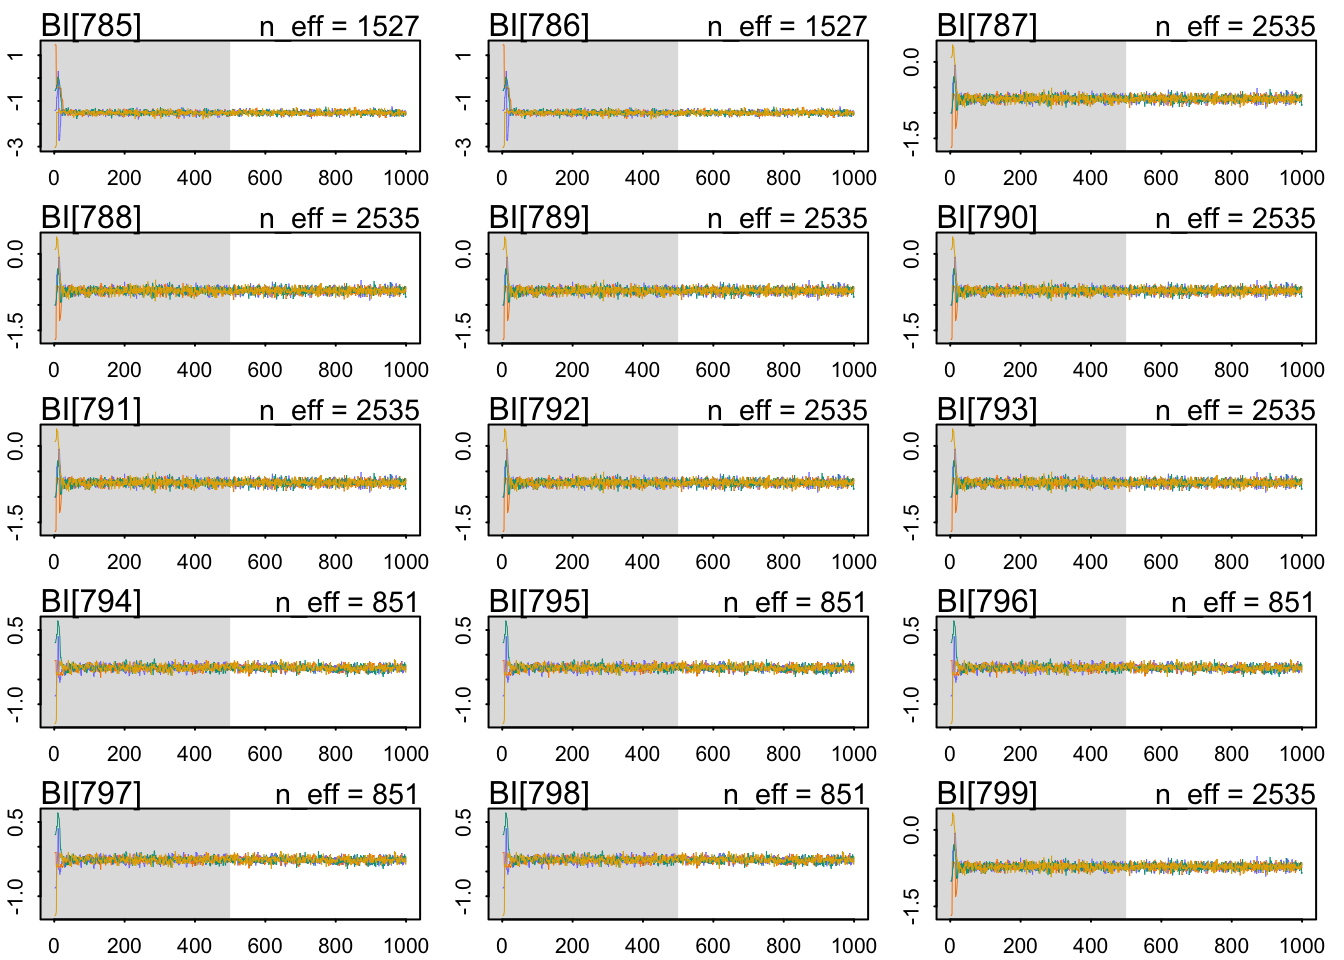 BI[785] n_eff = 1527 BI[786] n_eff = 1527 BI[787] n_eff = 2535
1 -1 -3 1 -1 -3 0.0 -1.5
0 200 400 600 800 1000 0 200 400 600 800 1000 0 200 400 600 800 1000
BI[788] n_eff = 2535 BI[789] n_eff = 2535 BI[790] n_eff = 2535
0.0 -1.5 0.0 -1.5 0.0 -1.5
0 200 400 600 800 1000 0 200 400 600 800 1000 0 200 400 600 800 1000
BI[791] n_eff = 2535 BI[792] n_eff = 2535 BI[793] n_eff = 2535
0.0 -1.5 0.0 -1.5 0.0 -1.5
0 200 400 600 800 1000 0 200 400 600 800 1000 0 200 400 600 800 1000
BI[794] n_eff = 851 BI[795] n_eff = 851 BI[796] n_eff = 851
0.5 -1.0 0.5 -1.0 0.5 -1.0
0 200 400 600 800 1000 0 200 400 600 800 1000 0 200 400 600 800 1000
BI[797] n_eff = 851 BI[798] n_eff = 851 BI[799] n_eff = 2535
0.5 -1.0 0.5 -1.0 0.0 -1.5
0 200 400 600 800 1000 0 200 400 600 800 1000 0 200 400 600 800 1000